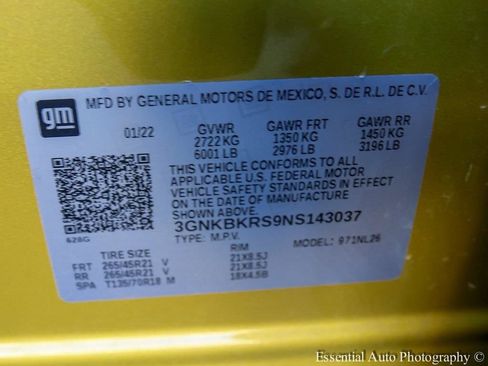 gm
MFD BY GENERAL MOTORS DE MEXICO, S. DE R.L. DE C.V.
01/22 GVWR GAWR FRT GAWR RR
2722 KG 1350 KG 1450 KG
6001 LB 2976 LB 3196 LB
THIS VEHICLE CONFORMS TO ALL
APPLICABLE U.S. FEDERAL MOTOR
VEHICLE SAFETY STANDARDS IN EFFECT
ON THE DATE OF MANUFACTURE
SHOWN ABOVE.
3GNKBKRS9NS143037
628G TYPE: M.P.V. MODEL: 971NL26
TIRE SIZE RIM
FRT 265/45R21 V 21X8.5J
RR 265/45R21 V 21X8.5J
SPA T135/70R18 M 18X4.5B
Essential Auto Photography ©